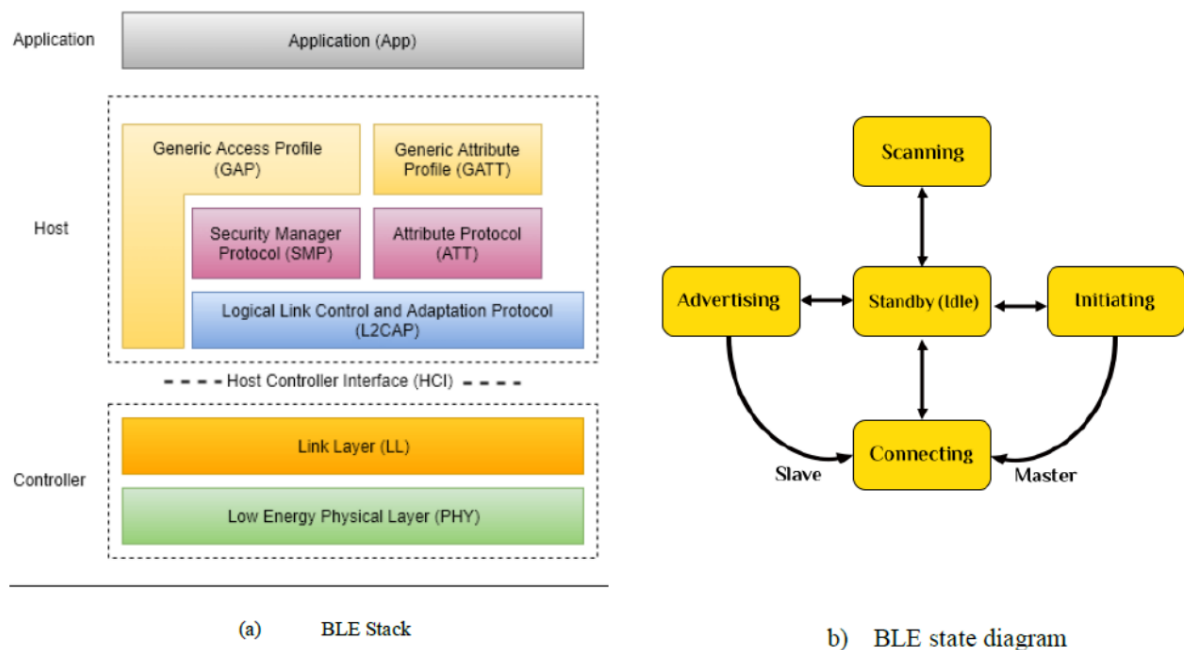 Application
Application (App)
Host
Generic Access Profile
(GAP)
Generic Attribute
Profile (GATT)
Security Manager
Protocol (SMP)
Attribute Protocol
(ATT)
Logical Link Control and Adaptation Protocol
(L2CAP)
Host Controller Interface (HCI)
Controller
Link Layer (LL)
Low Energy Physical Layer (PHY)
(a) BLE Stack
Scanning
Advertising
Standby (Idle)
Initiating
Connecting
Slave
Master
b) BLE state diagram